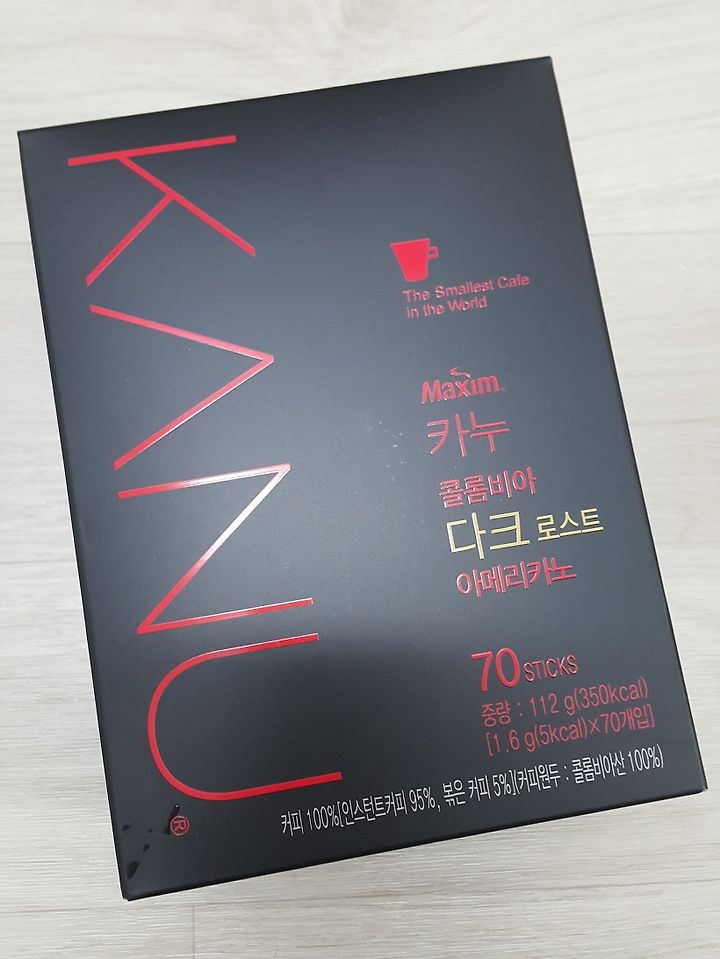 KANU
®
The Smallest Cafe
in the World
Maxim®
카누
콜롬비아
다크 로스트
아메리카노
70 STICKS
중량 : 112 g(350kcal)
[1.6 g(5kcal)×70개입]
커피 100%[인스턴트커피 95%, 볶은 커피 5%](커피원두 : 콜롬비아산 100%)